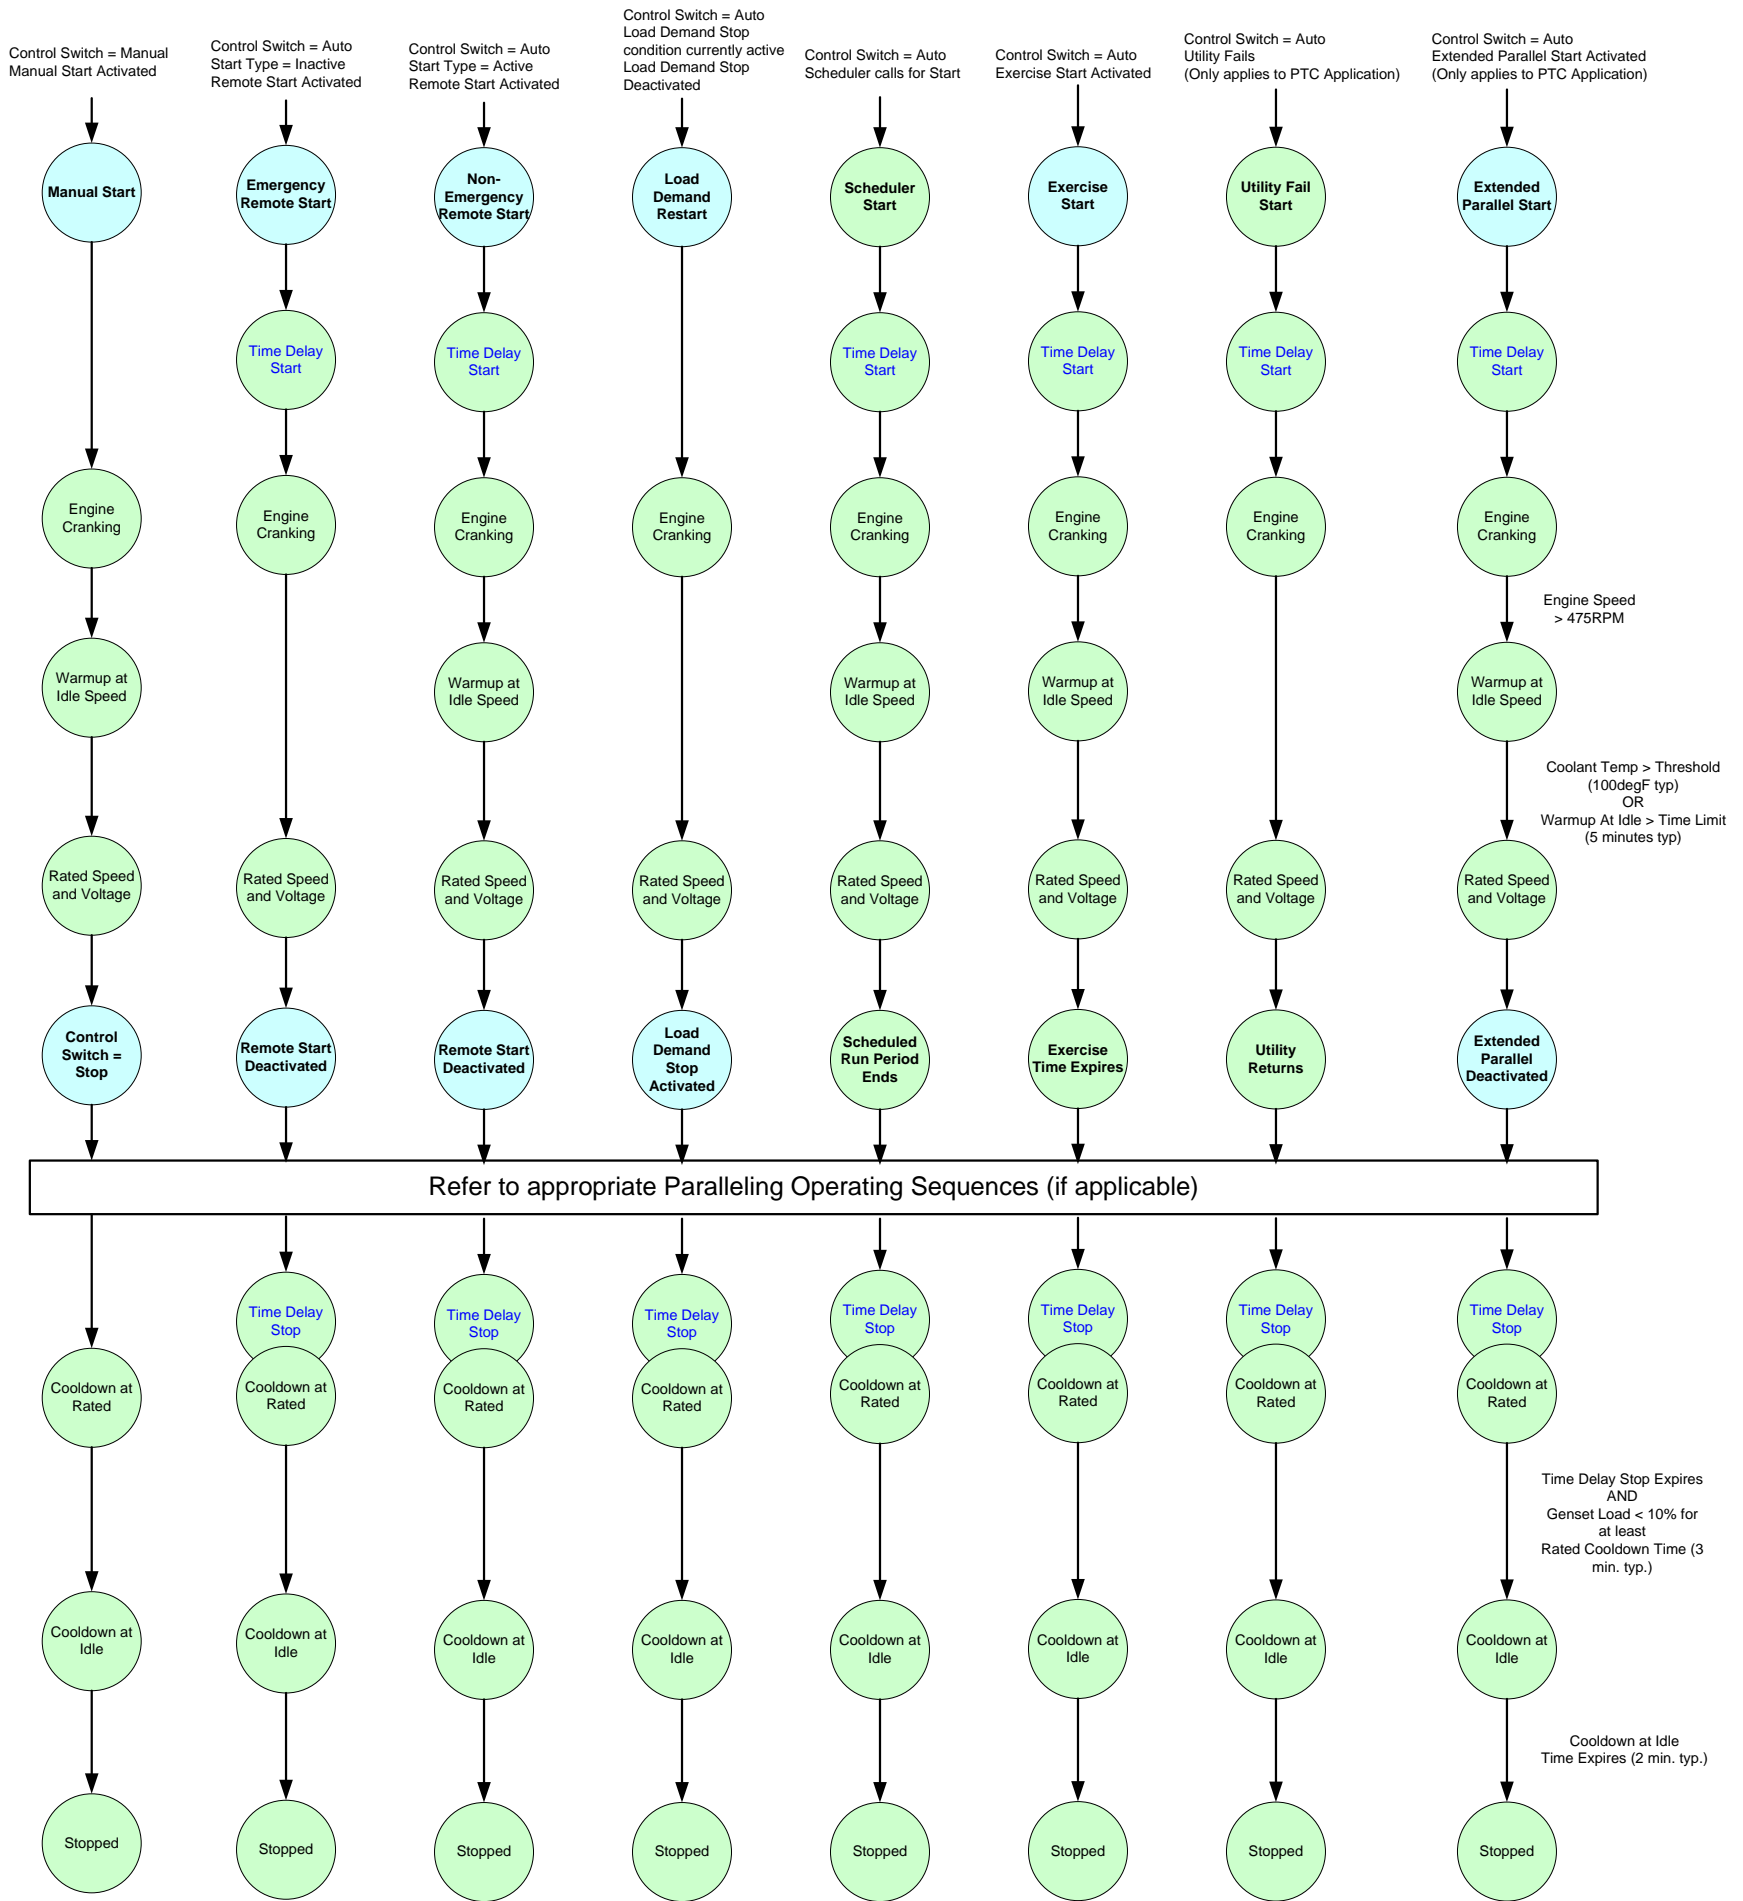 Control Switch = Manual
Manual Start Activated
Control Switch = Auto
Start Type = Inactive
Remote Start Activated
Control Switch = Auto
Start Type = Active
Remote Start Activated
Control Switch = Auto
Load Demand Stop
condition currently active
Load Demand Stop
Deactivated
Control Switch = Auto
Scheduler calls for Start
Control Switch = Auto
Exercise Start Activated
Control Switch = Auto
Utility Fails
(Only applies to PTC Application)
Control Switch = Auto
Extended Parallel Start Activated
(Only applies to PTC Application)
Manual Start
Emergency
Remote Start
Non-
Emergency
Remote Start
Load
Demand
Restart
Scheduler
Start
Exercise
Start
Utility Fail
Start
Extended
Parallel Start
Time Delay
Start
Time Delay
Start
Time Delay
Start
Time Delay
Start
Time Delay
Start
Time Delay
Start
Engine
Cranking
Engine
Cranking
Engine
Cranking
Engine
Cranking
Engine
Cranking
Engine
Cranking
Engine
Cranking
Engine
Cranking
Engine Speed
> 475RPM
Warmup at
Idle Speed
Warmup at
Idle Speed
Warmup at
Idle Speed
Warmup at
Idle Speed
Warmup at
Idle Speed
Coolant Temp > Threshold
(100degF typ)
OR
Warmup At Idle > Time Limit
(5 minutes typ)
Rated Speed
and Voltage
Rated Speed
and Voltage
Rated Speed
and Voltage
Rated Speed
and Voltage
Rated Speed
and Voltage
Rated Speed
and Voltage
Rated Speed
and Voltage
Rated Speed
and Voltage
Control
Switch =
Stop
Remote Start
Deactivated
Remote Start
Deactivated
Load
Demand
Stop
Activated
Scheduled
Run Period
Ends
Exercise
Time Expires
Utility
Returns
Extended
Parallel
Deactivated
Refer to appropriate Paralleling Operating Sequences (if applicable)
Time Delay
Stop
Time Delay
Stop
Time Delay
Stop
Time Delay
Stop
Time Delay
Stop
Time Delay
Stop
Time Delay
Stop
Cooldown at
Rated
Cooldown at
Rated
Cooldown at
Rated
Cooldown at
Rated
Cooldown at
Rated
Cooldown at
Rated
Cooldown at
Rated
Cooldown at
Rated
Time Delay Stop Expires
AND
Genset Load < 10% for
at least
Rated Cooldown Time (3
min. typ.)
Cooldown at
Idle
Cooldown at
Idle
Cooldown at
Idle
Cooldown at
Idle
Cooldown at
Idle
Cooldown at
Idle
Cooldown at
Idle
Cooldown at
Idle
Cooldown at Idle
Time Expires (2 min. typ.)
Stopped
Stopped
Stopped
Stopped
Stopped
Stopped
Stopped
Stopped